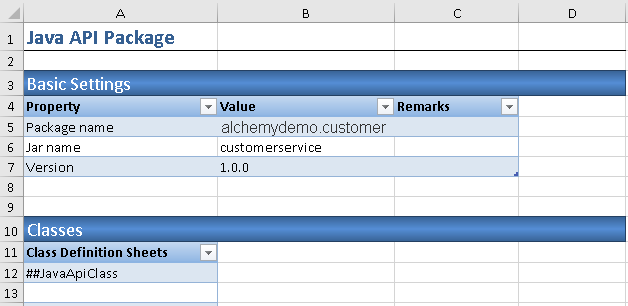 A B C D
1 Java API Package
2
3 Basic Settings
4 Property Value Remarks
5 Package name alchemydemo.customer
6 Jar name customerservice
7 Version 1.0.0
8
9
10 Classes
11 Class Definition Sheets
12 ##JavaApiClass
13